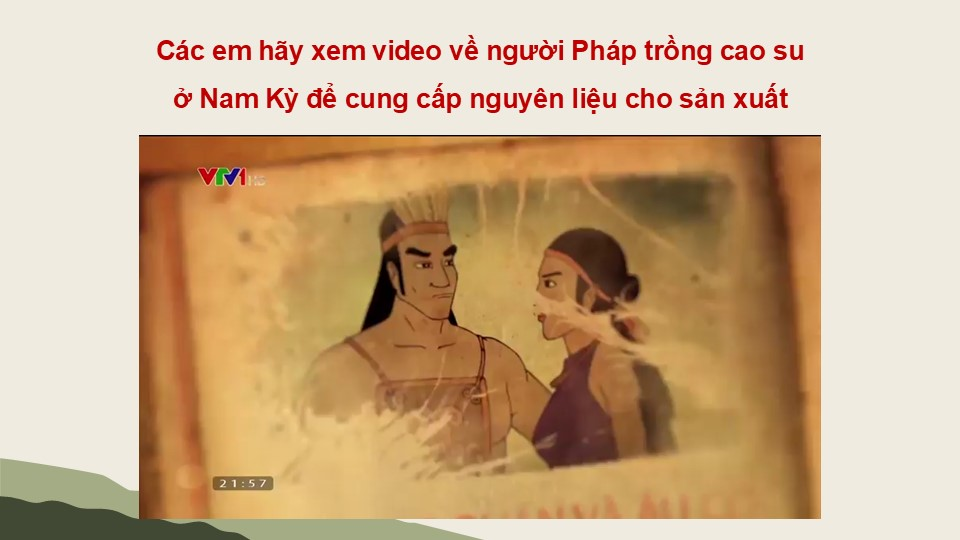 Các em hãy xem video về người Pháp trồng cao su
ở Nam Kỳ để cung cấp nguyên liệu cho sản xuất
VTV1 HD
21:57